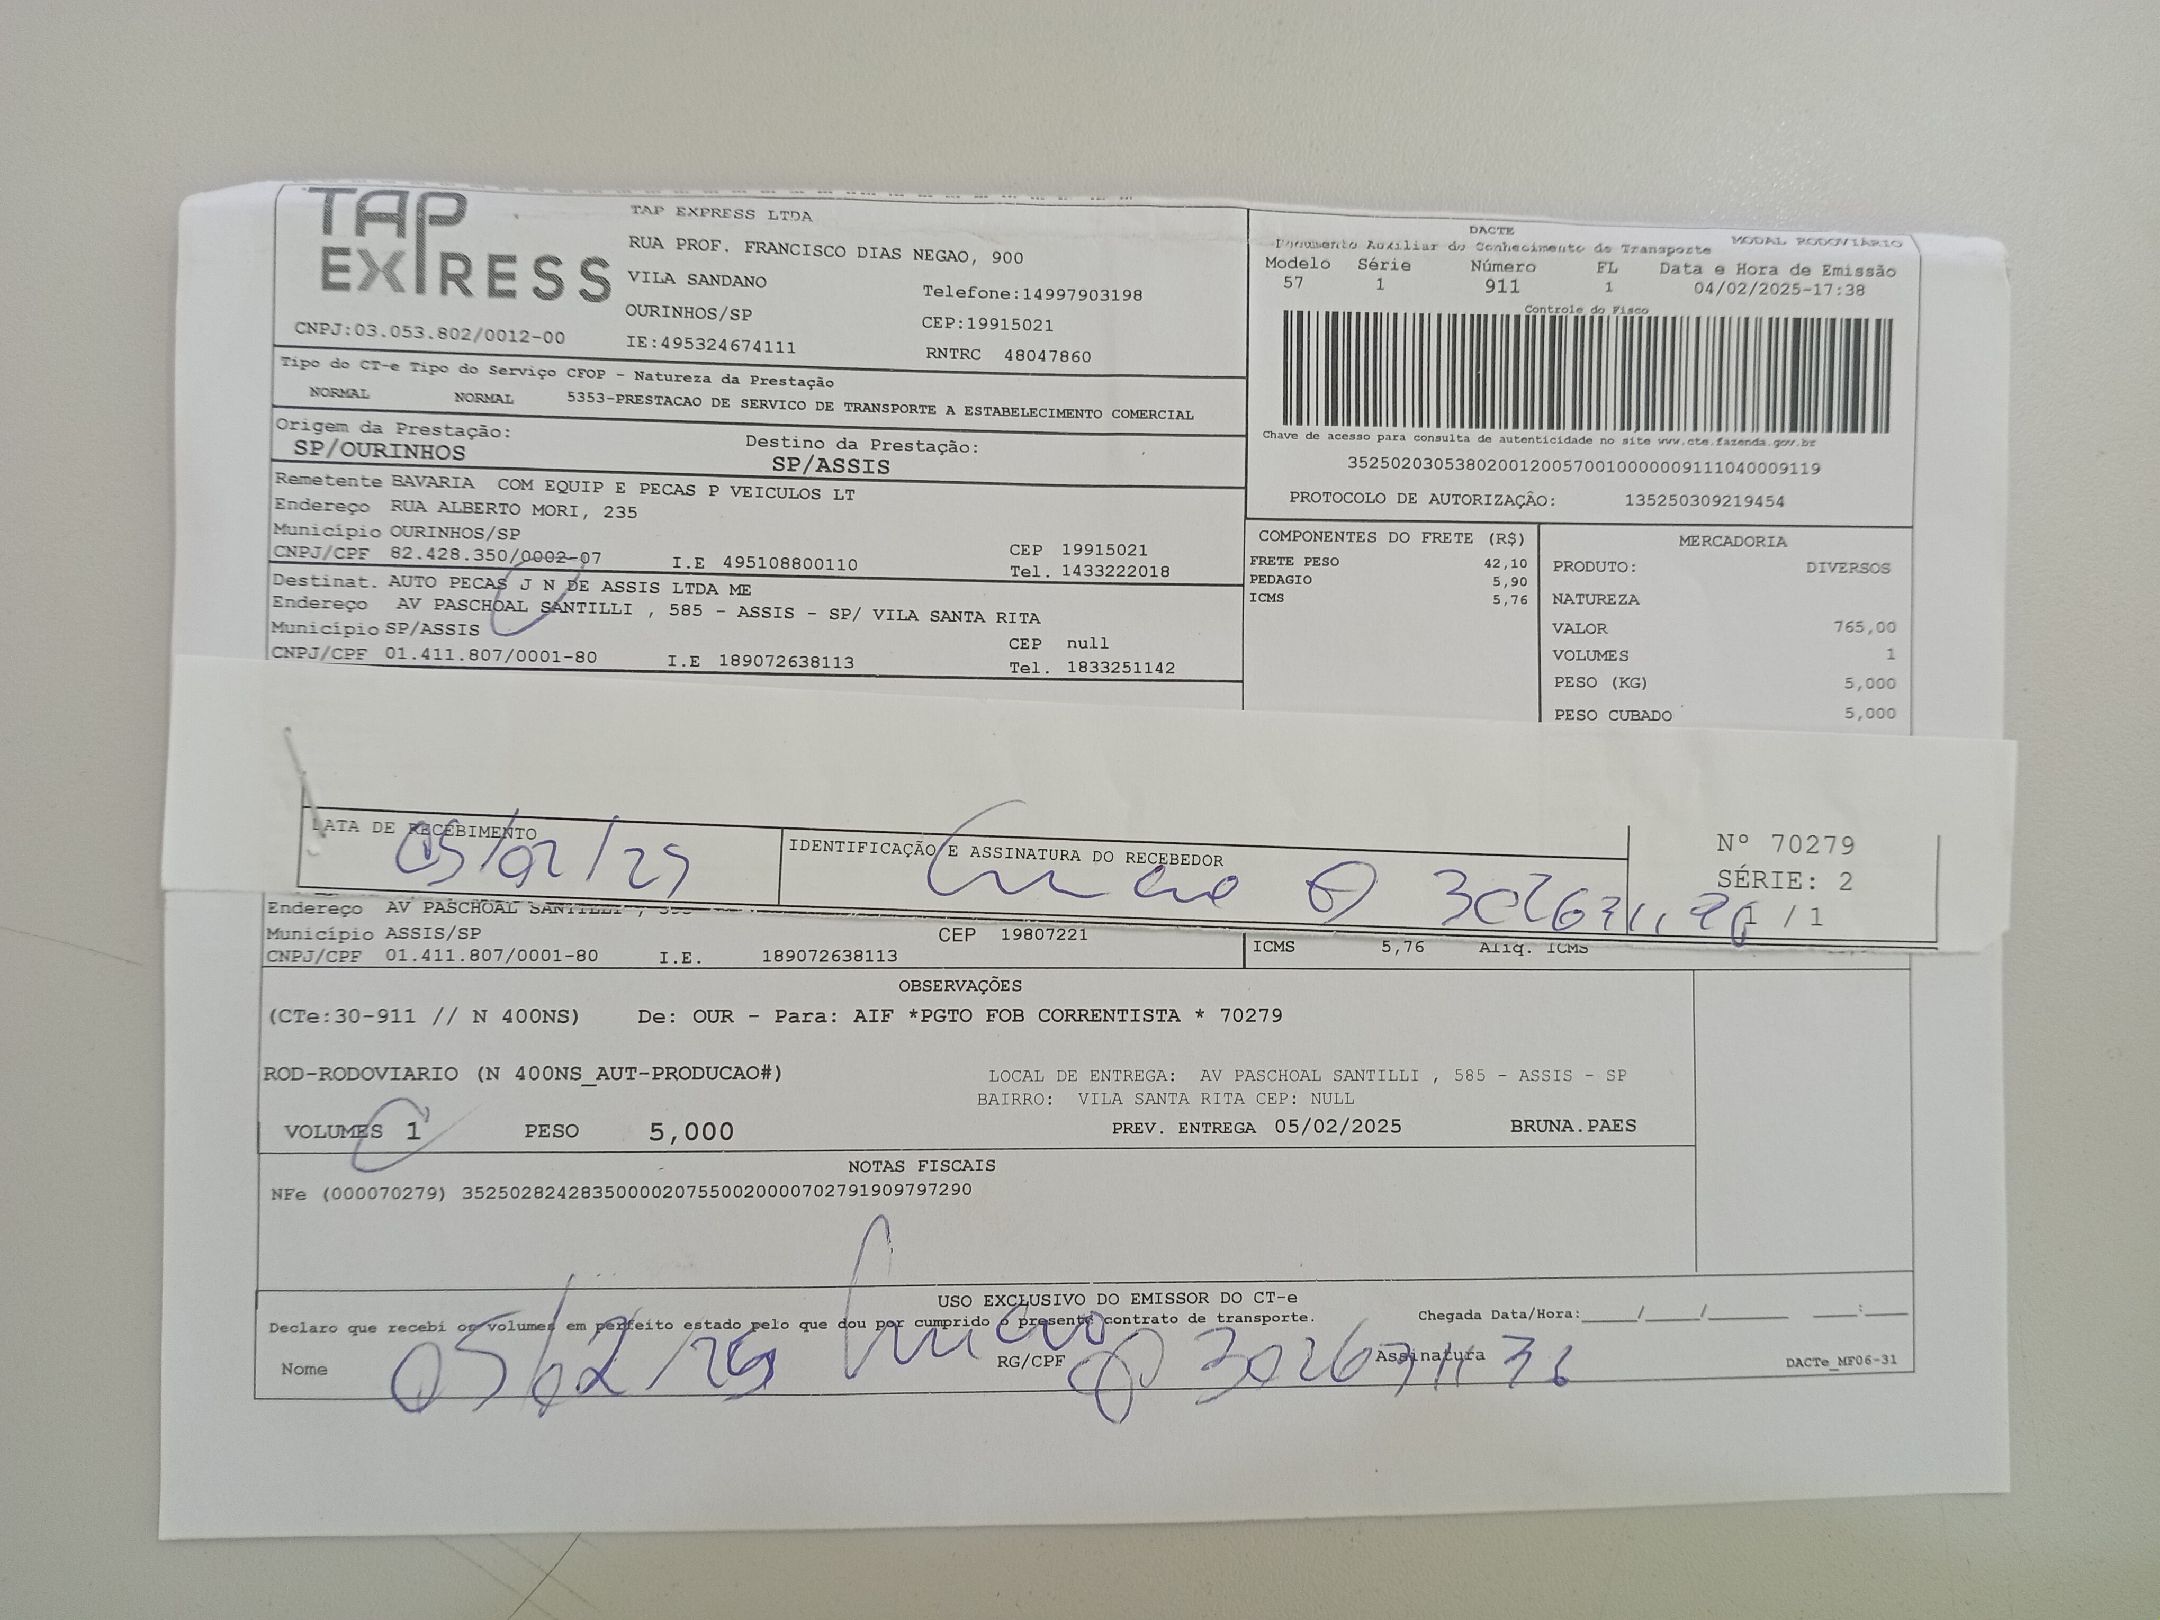 TAP
EXPRESS
CNPJ:03.053.802/0012-00
TAP EXPRESS LTDA
RUA PROF. FRANCISCO DIAS NEGAO, 900
VILA SANDANO
Telefone:14997903198
OURINHOS/SP
CEP:19915021
IE:495324674111
RNTRC 48047860
DACTE
Documento Auxiliar do Conhecimento de Transporte
MODAL RODOVIÁRIO
Modelo Série Número FL Data e Hora de Emissão
57 1 911 1 04/02/2025-17:38
Controle do Fisco
Chave de acesso para consulta de autenticidade no site www.cte.fazenda.gov.br
35250203053802001200570010000009111040009119
PROTOCOLO DE AUTORIZAÇÃO: 135250309219454
Tipo do CT-e Tipo do Serviço CFOP - Natureza da Prestação
NORMAL NORMAL 5353-PRESTACAO DE SERVICO DE TRANSPORTE A ESTABELECIMENTO COMERCIAL
Origem da Prestação: Destino da Prestação:
SP/OURINHOS SP/ASSIS
Remetente BAVARIA COM EQUIP E PECAS P VEICULOS LT
Endereço RUA ALBERTO MORI, 235
Município OURINHOS/SP CEP 19915021
CNPJ/CPF 82.428.350/0002-07 I.E 495108800110 Tel. 1433222018
Destinat. AUTO PECAS J N DE ASSIS LTDA ME
Endereço AV PASCHOAL SANTILLI , 585 - ASSIS - SP/ VILA SANTA RITA
Município SP/ASSIS CEP null
CNPJ/CPF 01.411.807/0001-80 I.E 189072638113 Tel. 1833251142
COMPONENTES DO FRETE (R$)
FRETE PESO 42,10
PEDAGIO 5,90
ICMS 5,76
MERCADORIA
PRODUTO: DIVERSOS
NATUREZA
VALOR 765,00
VOLUMES 1
PESO (KG) 5,000
PESO CUBADO 5,000
DATA DE RECEBIMENTO
05/02/25
IDENTIFICAÇÃO E ASSINATURA DO RECEBEDOR
Nº 70279
SÉRIE: 2
1 / 1
Endereço AV PASCHOAL SANTILLI ,
Município ASSIS/SP CEP 19807221
CNPJ/CPF 01.411.807/0001-80 I.E. 189072638113
ICMS 5,76 Aliq. ICMS
OBSERVAÇÕES
(CTe:30-911 // N 400NS) De: OUR - Para: AIF *PGTO FOB CORRENTISTA * 70279
ROD-RODOVIARIO (N 400NS_AUT-PRODUCAO#)
LOCAL DE ENTREGA: AV PASCHOAL SANTILLI , 585 - ASSIS - SP
BAIRRO: VILA SANTA RITA CEP: NULL
VOLUMES 1 PESO 5,000 PREV. ENTREGA 05/02/2025 BRUNA.PAES
NOTAS FISCAIS
NFe (000070279) 35250282428350000207550020000702791909797290
USO EXCLUSIVO DO EMISSOR DO CT-e
Declaro que recebi os volumes em perfeito estado pelo que dou por cumprido o presente contrato de transporte.
Chegada Data/Hora:____/____/______ ___:___
Nome 05/02/25 RG/CPF Assinatura
DACTe_MF06-31